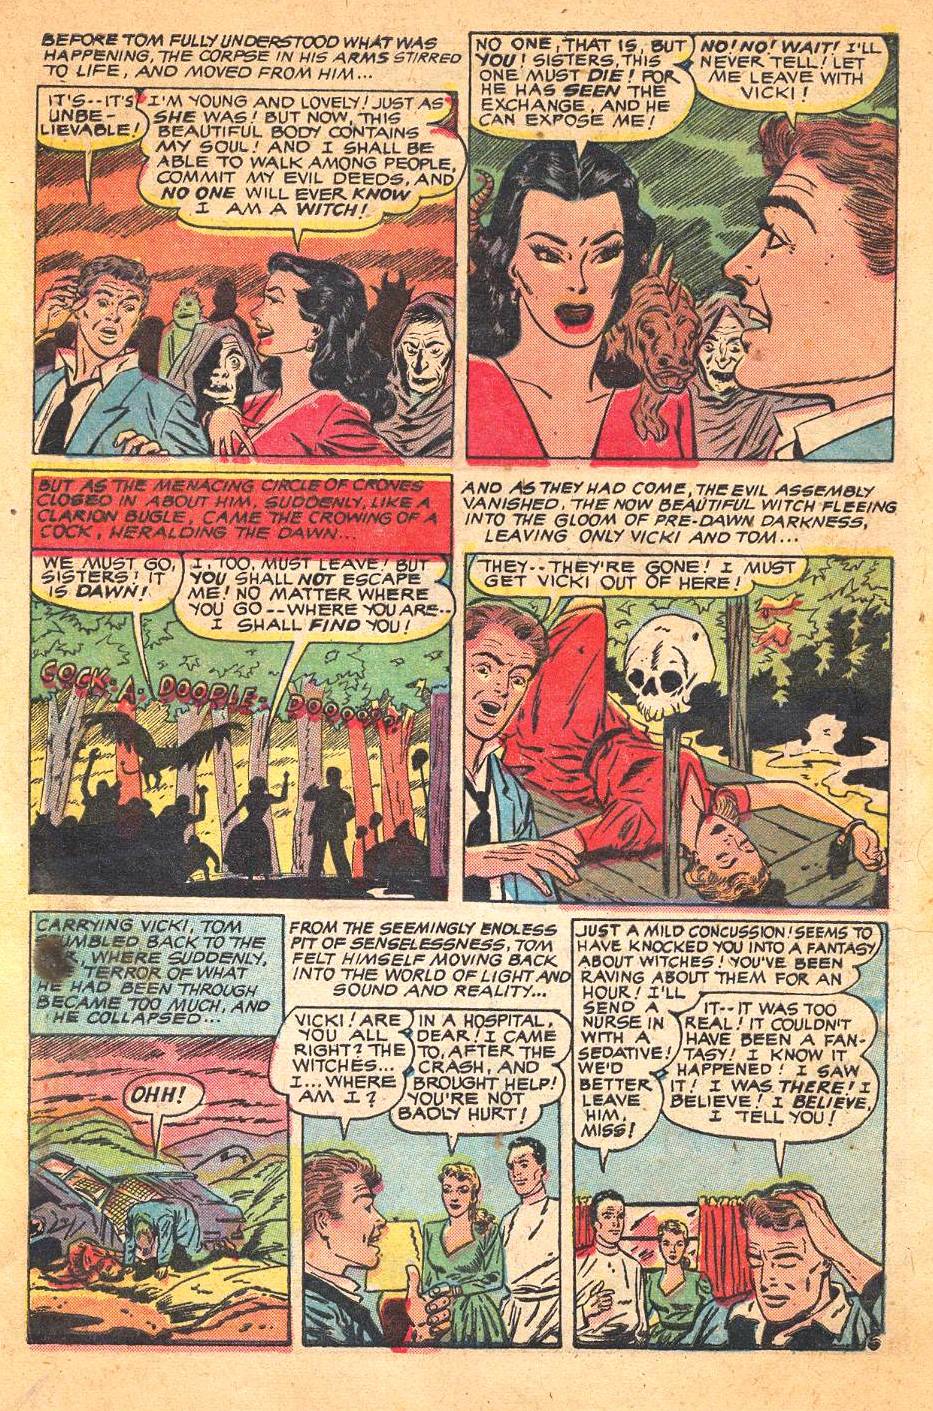 BEFORE TOM FULLY UNDERSTOOD WHAT WAS
HAPPENING, THE CORPSE IN HIS ARMS STIRRED
TO LIFE, AND MOVED FROM HIM...
IT'S--IT'S
UNBE-
LIEVABLE!
I'M YOUNG AND LOVELY! JUST AS
SHE WAS! BUT NOW, THIS
BEAUTIFUL BODY CONTAINS
MY SOUL! AND I SHALL BE
ABLE TO WALK AMONG PEOPLE,
COMMIT MY EVIL DEEDS, AND
NO ONE WILL EVER KNOW
I AM A WITCH!
NO ONE, THAT IS, BUT
YOU! SISTERS, THIS
ONE MUST DIE! FOR
HE HAS SEEN THE
EXCHANGE, AND HE
CAN EXPOSE ME!
NO! NO! WAIT! I'LL
NEVER TELL! LET
ME LEAVE WITH
VICKI!
BUT AS THE MENACING CIRCLE OF CRONES
CLOSED IN ABOUT HIM, SUDDENLY, LIKE A
CLARION BUGLE, CAME THE CROWING OF A
COCK, HERALDING THE DAWN...
WE MUST GO,
SISTERS! IT
IS DAWN!
I, TOO, MUST LEAVE! BUT
YOU SHALL NOT ESCAPE
ME! NO MATTER WHERE
YOU GO--WHERE YOU ARE--
I SHALL FIND YOU!
COCK-A-DOODLE-
AND AS THEY HAD COME, THE EVIL ASSEMBLY
VANISHED, THE NOW BEAUTIFUL WITCH FLEEING
INTO THE GLOOM OF PRE-DAWN DARKNESS,
LEAVING ONLY VICKI AND TOM...
THEY--THEY'RE GONE! I MUST
GET VICKI OUT OF HERE!
CARRYING VICKI, TOM
STUMBLED BACK TO THE
WHERE SUDDENLY,
TERROR OF WHAT
HE HAD BEEN THROUGH
BECAME TOO MUCH, AND
HE COLLAPSED...
OHH!
FROM THE SEEMINGLY ENDLESS
PIT OF SENSELESSNESS, TOM
FELT HIMSELF MOVING BACK
INTO THE WORLD OF LIGHT AND
SOUND AND REALITY...
VICKI! ARE
YOU ALL
RIGHT? THE
WITCHES...
I...WHERE
AM I?
IN A HOSPITAL,
DEAR! I CAME
TO, AFTER THE
CRASH, AND
BROUGHT HELP!
YOU'RE NOT
BADLY HURT!
JUST A MILD CONCUSSION! SEEMS TO
HAVE KNOCKED YOU INTO A FANTASY
ABOUT WITCHES! YOU'VE BEEN
RAVING ABOUT THEM FOR AN
HOUR! I'LL
SEND A
NURSE IN
WITH A
SEDATIVE!
WE'D
BETTER
LEAVE
HIM,
MISS!
IT--IT WAS TOO
REAL! IT COULDN'T
HAVE BEEN A FAN-
TASY! I KNOW IT
HAPPENED! I SAW
IT! I WAS THERE! I
BELIEVE! I BELIEVE,
I TELL YOU!
5